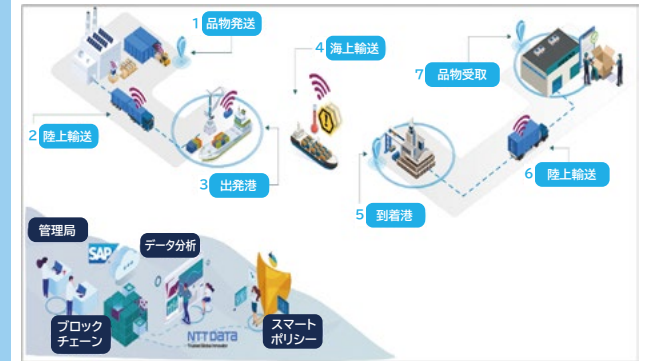 1 品物発送
4 海上輸送
7 品物受取
2 陸上輸送
3 出発港
6 陸上輸送
5 到着港
管理局
SAP
データ分析
ブロック
チェーン
NTT DATA
Trusted Global Innovator
スマート
ポリシー